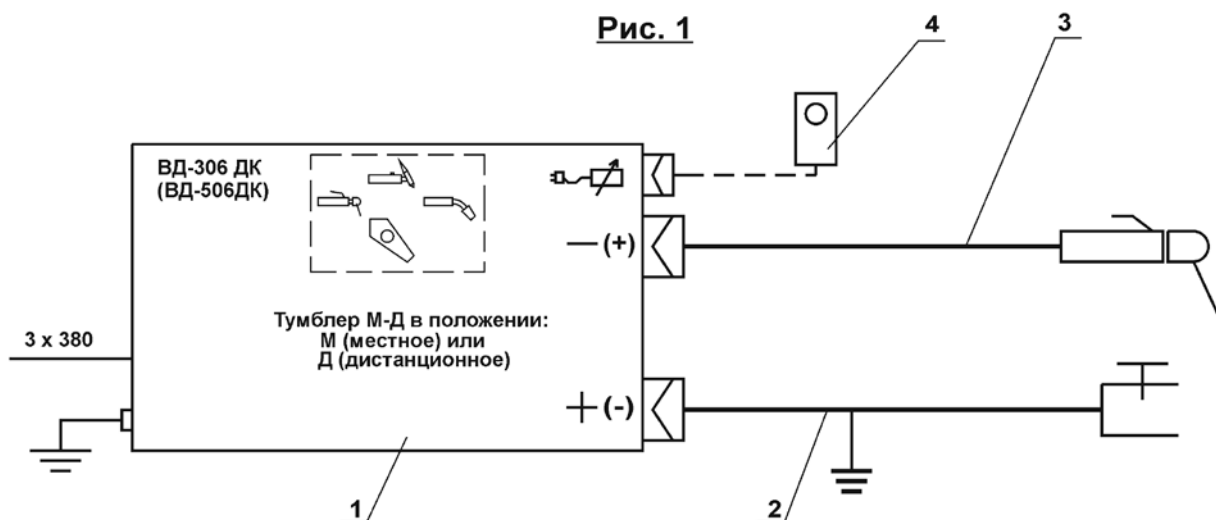 Рис. 1
4
3
ВД-306 ДК
(ВД-506ДК)
— (+)
Тумблер М-Д в положении:
М (местное) или
Д (дистанционное)
3 x 380
+ (-)
1
2